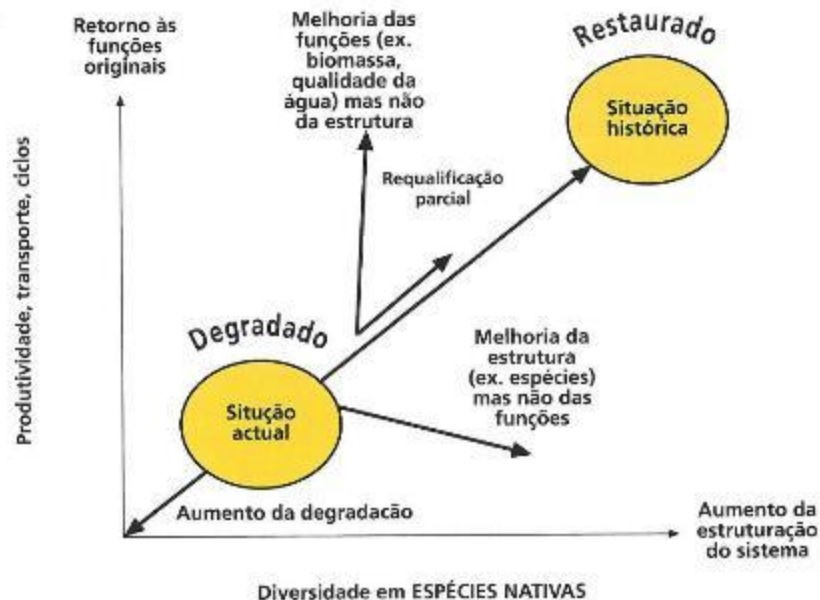 Retorno às
funções
originais
Melhoria das
funções (ex.
biomassa,
qualidade da
água) mas não
da estrutura
Restaurado
Situação
histórica
Requalificação
parcial
Produtividade, transporte, ciclos
Degradado
Situção
actual
Melhoria da
estrutura
(ex. espécies)
mas não das
funções
Aumento da degradacão
Aumento da
estruturação
do sistema
Diversidade em ESPÉCIES NATIVAS